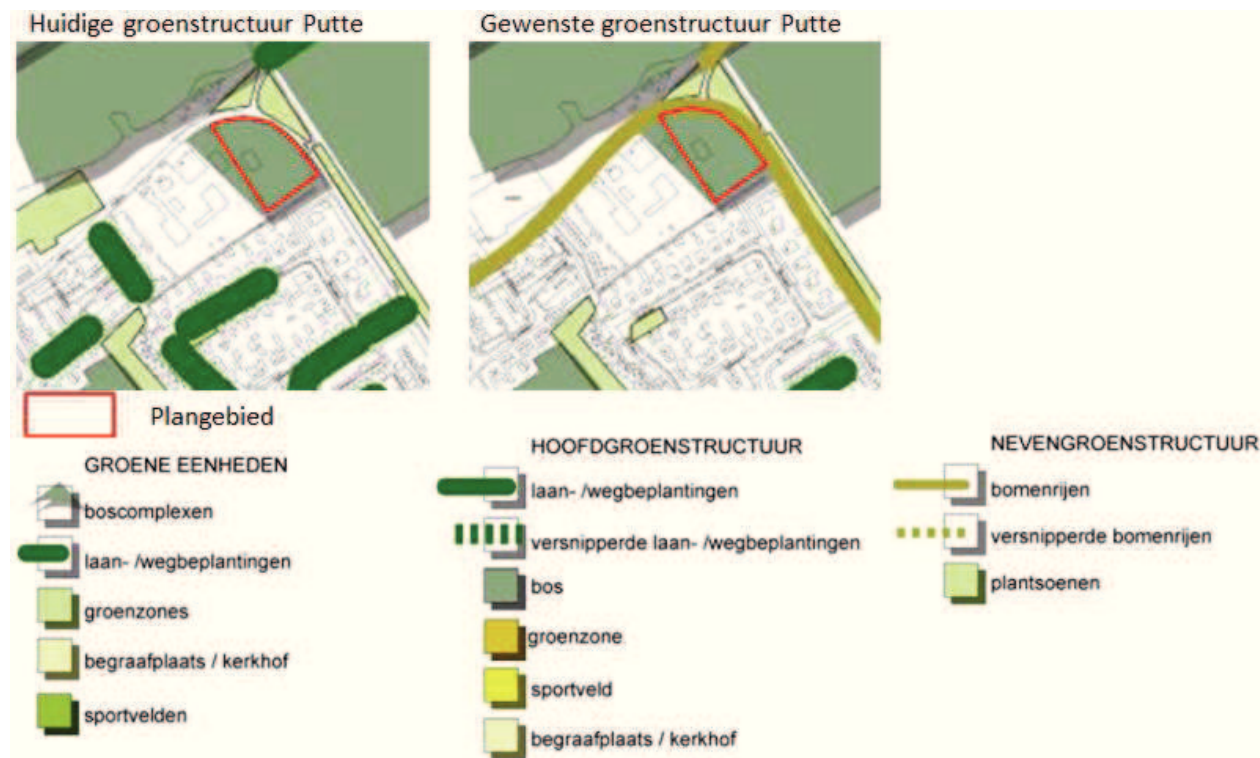 Huidige groenstructuur Putte
Gewenste groenstructuur Putte
Plangebied
GROENE EENHEDEN
boscomplexen
laan- /wegbeplantingen
groenzones
begraafplaats / kerkhof
sportvelden
HOOFDGROENSTRUCTUUR
laan- /wegbeplantingen
versnipperde laan- /wegbeplantingen
bos
groenzone
sportveld
begraafplaats / kerkhof
NEVENGROENSTRUCTUUR
bomenrijen
versnipperde bomenrijen
plantsoenen